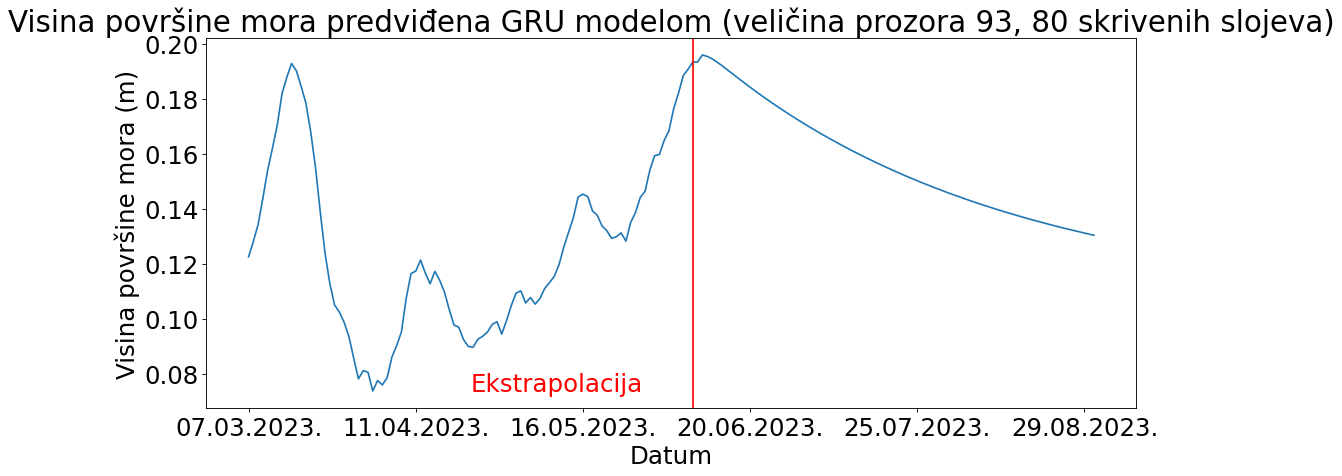 Visina površine mora predviđena GRU modelom (veličina prozora 93, 80 skrivenih slojeva)
Visina površine mora (m)
0.20
0.18
0.16
0.14
0.12
0.10
0.08
Ekstrapolacija
07.03.2023. 11.04.2023. 16.05.2023. 20.06.2023. 25.07.2023. 29.08.2023.
Datum